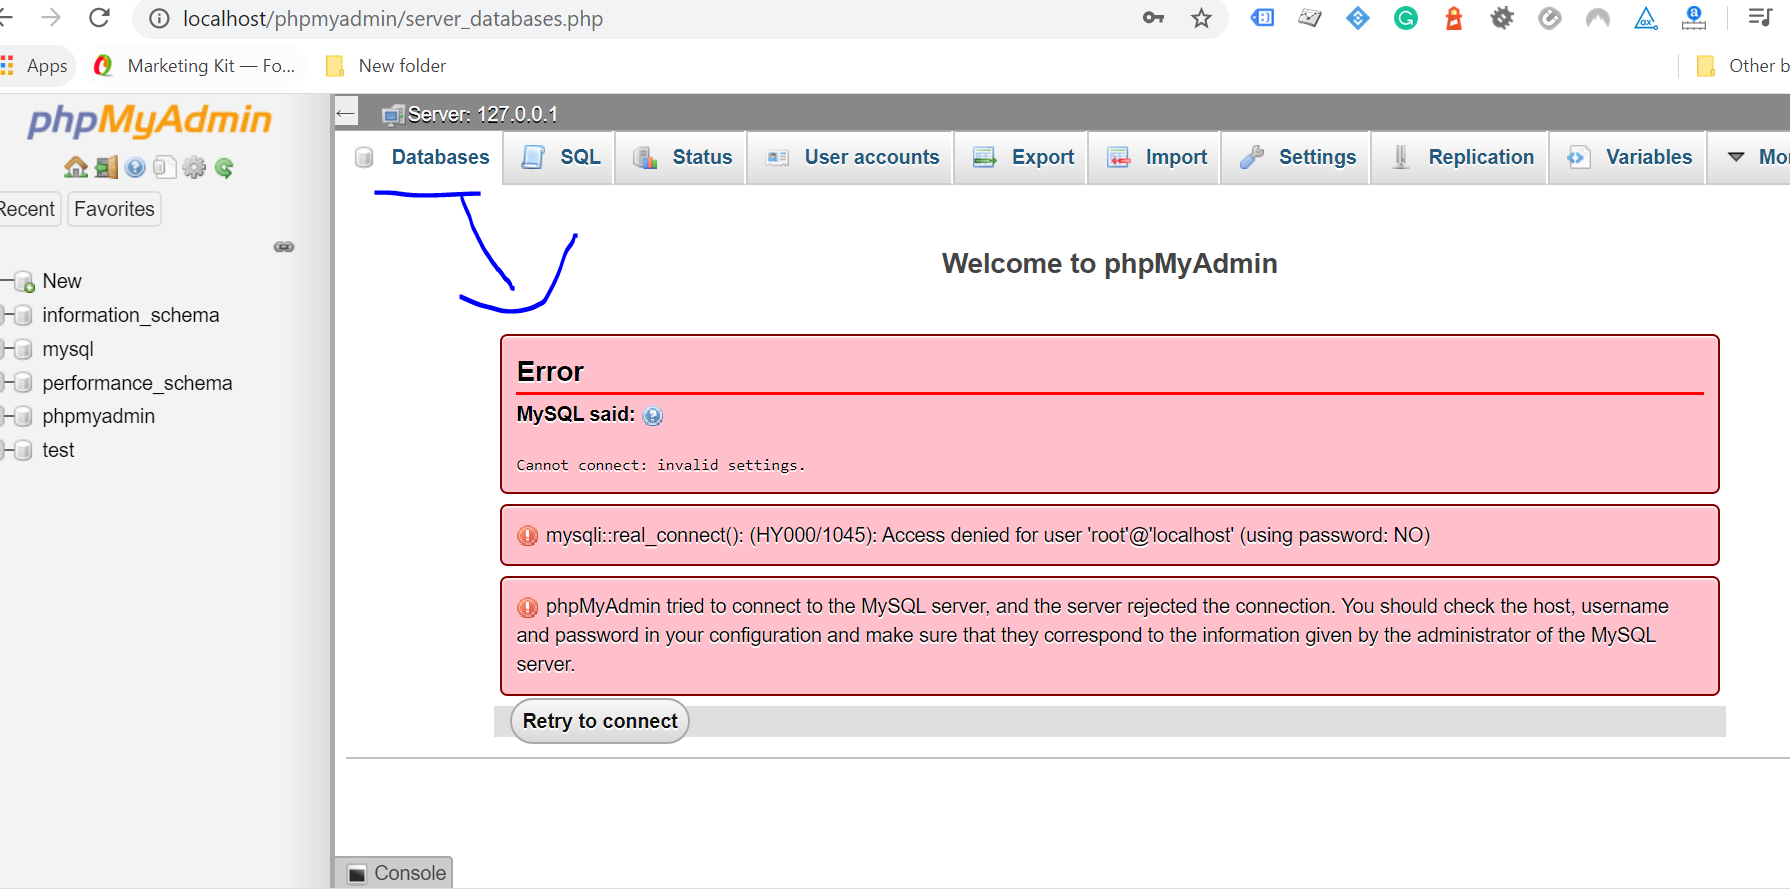 localhost/phpmyadmin/server_databases.php
Apps Marketing Kit — Fo... New folder Other b
phpMyAdmin
Recent Favorites
New
information_schema
mysql
performance_schema
phpmyadmin
test
Server: 127.0.0.1
Databases SQL Status User accounts Export Import Settings Replication Variables Mor
Welcome to phpMyAdmin
Error
MySQL said:
Cannot connect: invalid settings.
mysqli::real_connect(): (HY000/1045): Access denied for user 'root'@'localhost' (using password: NO)
phpMyAdmin tried to connect to the MySQL server, and the server rejected the connection. You should check the host, username
and password in your configuration and make sure that they correspond to the information given by the administrator of the MySQL
server.
Retry to connect
Console